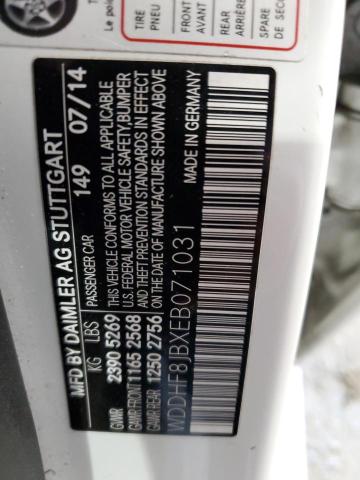 Le poi
TIRE
PNEU
FRONT
AVANT
REAR
ARRIÈRE
SPARE
DE SECO
MFD BY DAIMLER AG STUTTGART
149 07/14
KG LBS PASSENGER CAR
GVWR 2390 5269
GAWR FRONT 1165 2568
GAWR REAR 1250 2756
THIS VEHICLE CONFORMS TO ALL APPLICABLE
U.S. FEDERAL MOTOR VEHICLE SAFETY, BUMPER
AND THEFT PREVENTION STANDARDS IN EFFECT
ON THE DATE OF MANUFACTURE SHOWN ABOVE
MADE IN GERMANY
WDDHF8JBXEB071031